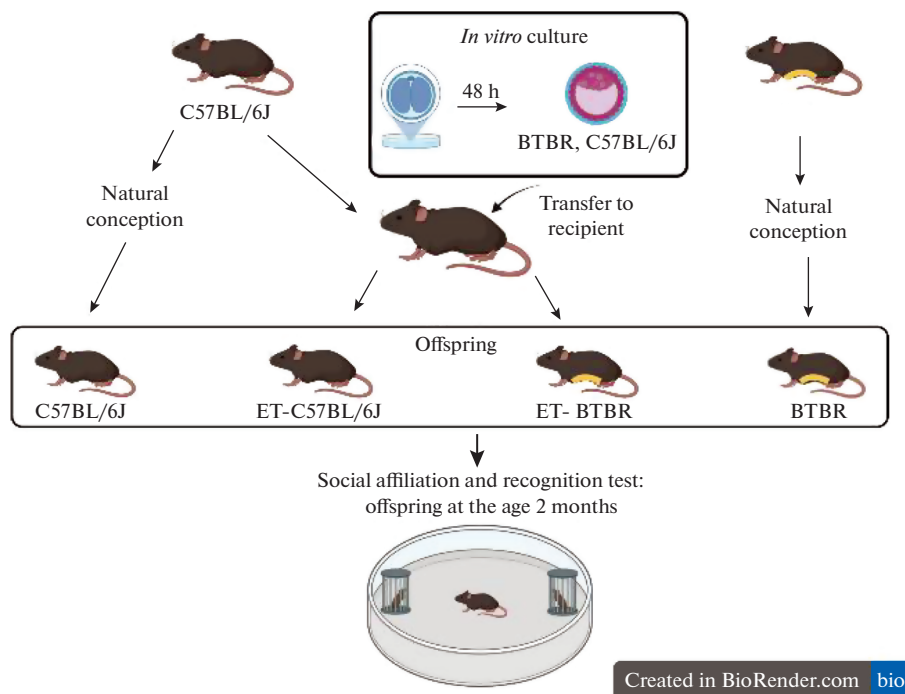 In vitro culture
48 h
BTBR, C57BL/6J
C57BL/6J
Natural
conception
Transfer to
recipient
Natural
conception
Offspring
C57BL/6J
ET-C57BL/6J
ET- BTBR
BTBR
Social affiliation and recognition test:
offspring at the age 2 months
Created in BioRender.com
bio